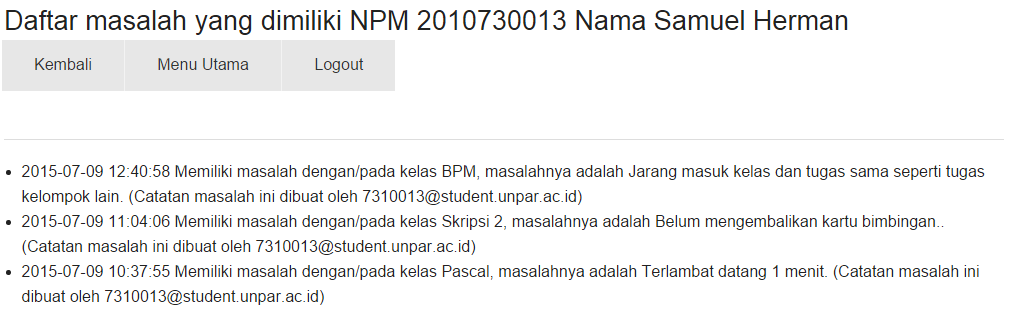 Daftar masalah yang dimiliki NPM 2010730013 Nama Samuel Herman
Kembali Menu Utama Logout
2015-07-09 12:40:58 Memiliki masalah dengan/pada kelas BPM, masalahnya adalah Jarang masuk kelas dan tugas sama seperti tugas
kelompok lain. (Catatan masalah ini dibuat oleh 7310013@student.unpar.ac.id)
2015-07-09 11:04:06 Memiliki masalah dengan/pada kelas Skripsi 2, masalahnya adalah Belum mengembalikan kartu bimbingan..
(Catatan masalah ini dibuat oleh 7310013@student.unpar.ac.id)
2015-07-09 10:37:55 Memiliki masalah dengan/pada kelas Pascal, masalahnya adalah Terlambat datang 1 menit. (Catatan masalah ini
dibuat oleh 7310013@student.unpar.ac.id)